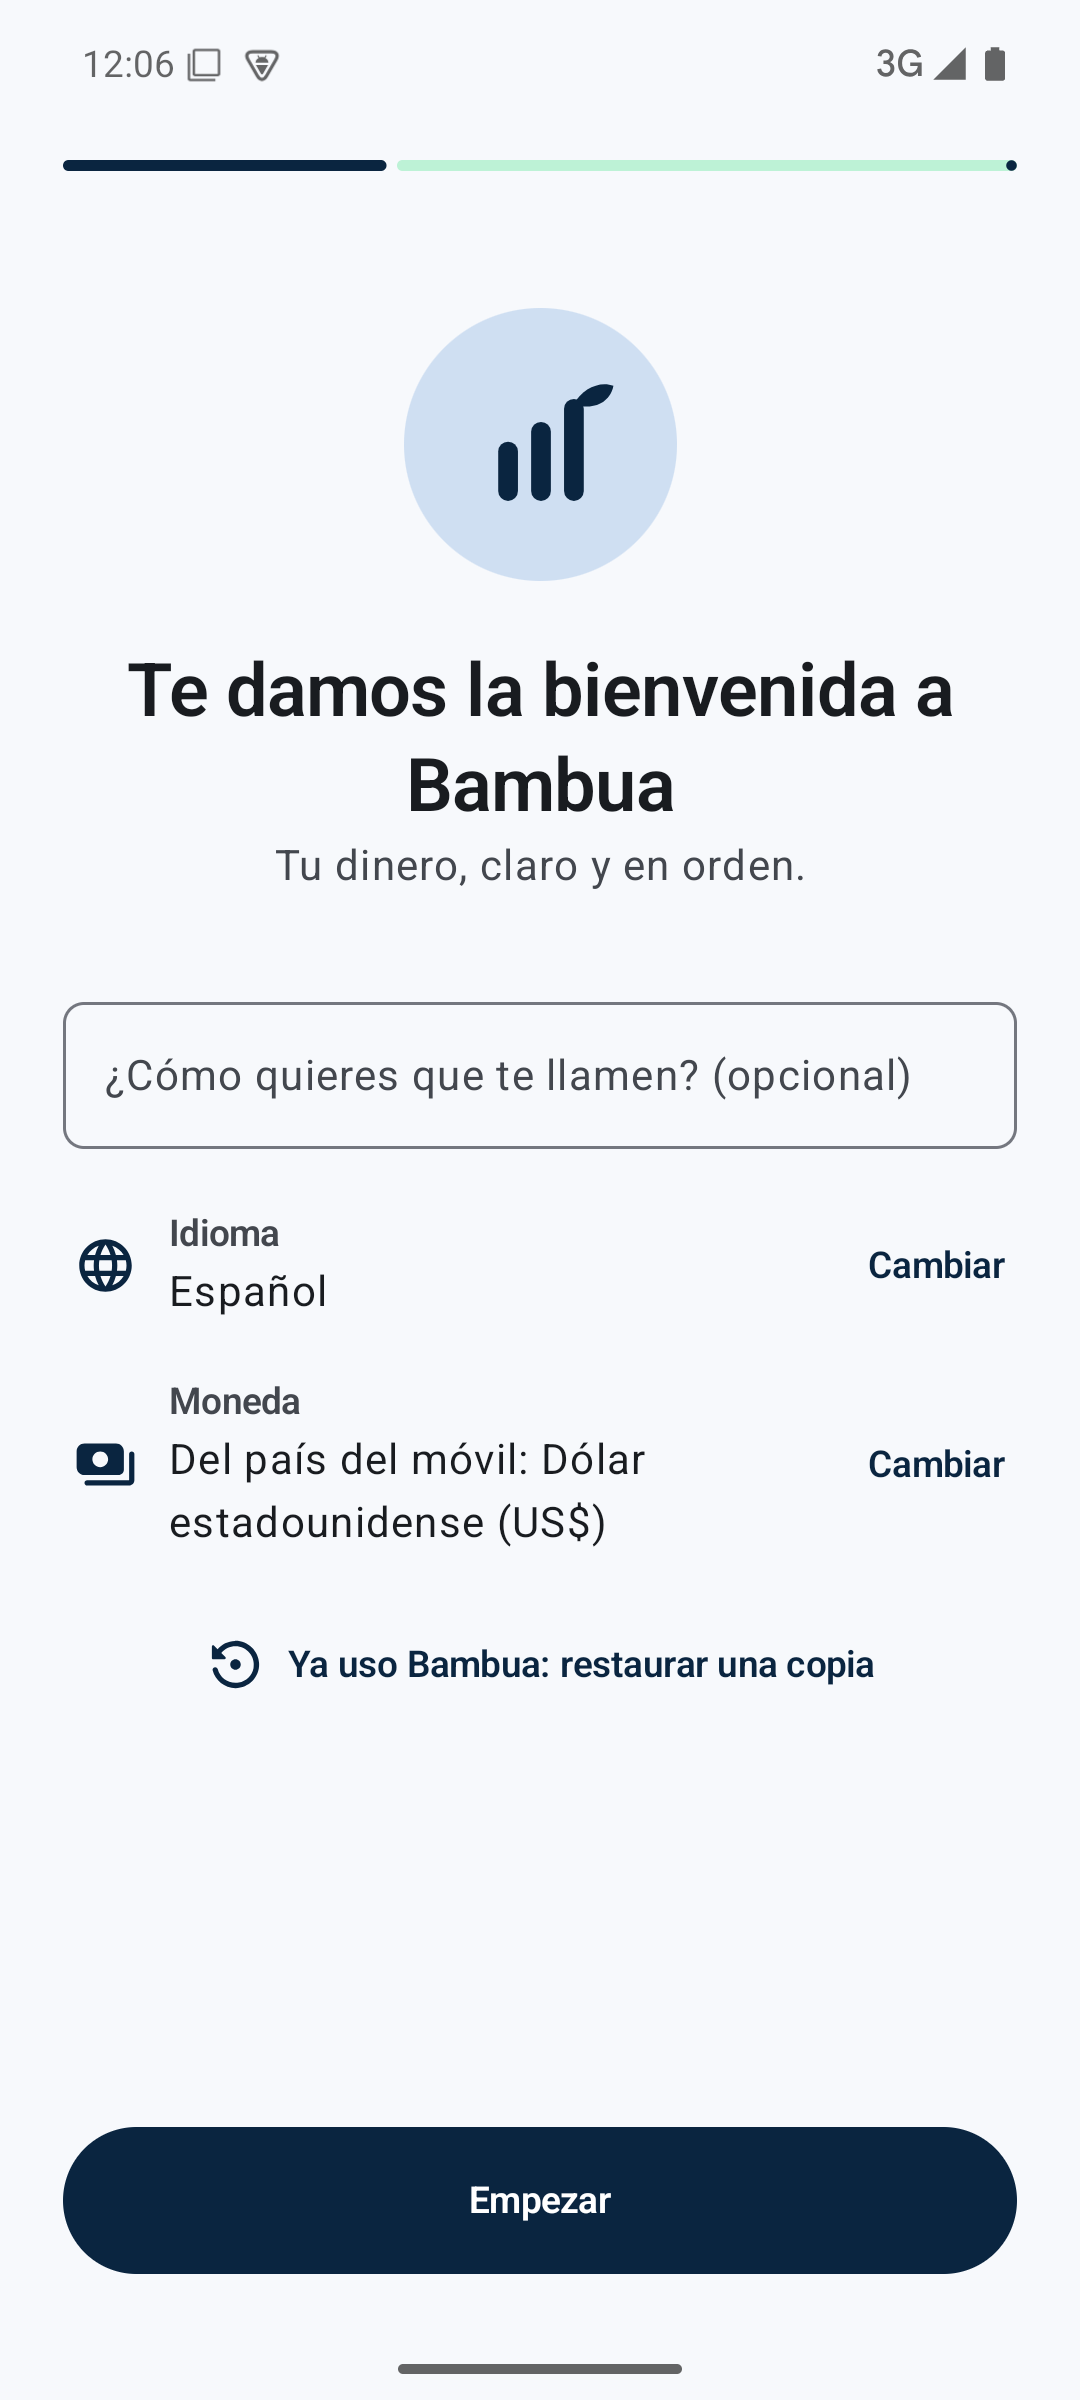 12:06
3G
Te damos la bienvenida a
Bambua
Tu dinero, claro y en orden.
¿Cómo quieres que te llamen? (opcional)
Idioma
Español
Cambiar
Moneda
Del país del móvil: Dólar
estadounidense (US$)
Cambiar
Ya uso Bambua: restaurar una copia
Empezar